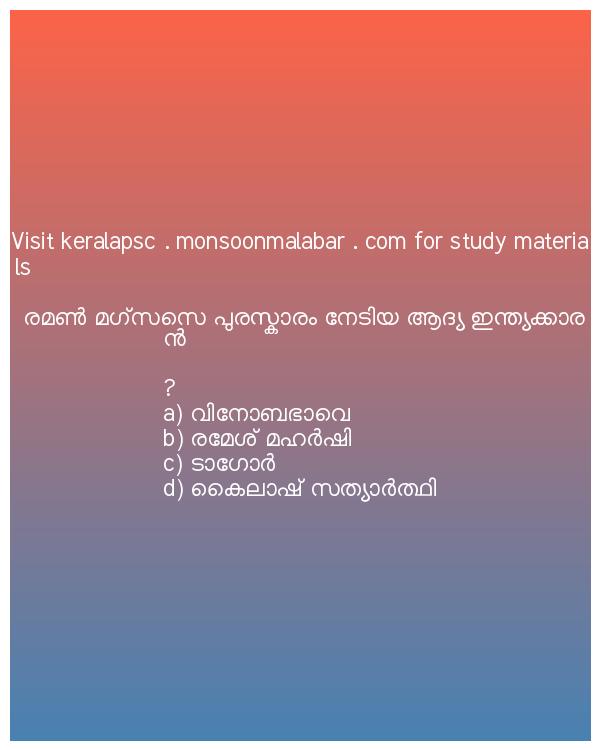 Visit keralapsc . monsoonmalabar . com for study materia
ls
രമൺ മഗ്സസെ പുരസ്കാരം നേടിയ ആദ്യ ഇന്ത്യക്കാര
ൻ
?
a) വിനോബഭാവെ
b) രമേശ് മഹർഷി
c) ടാഗോർ
d) കൈലാഷ് സത്യാർത്ഥി